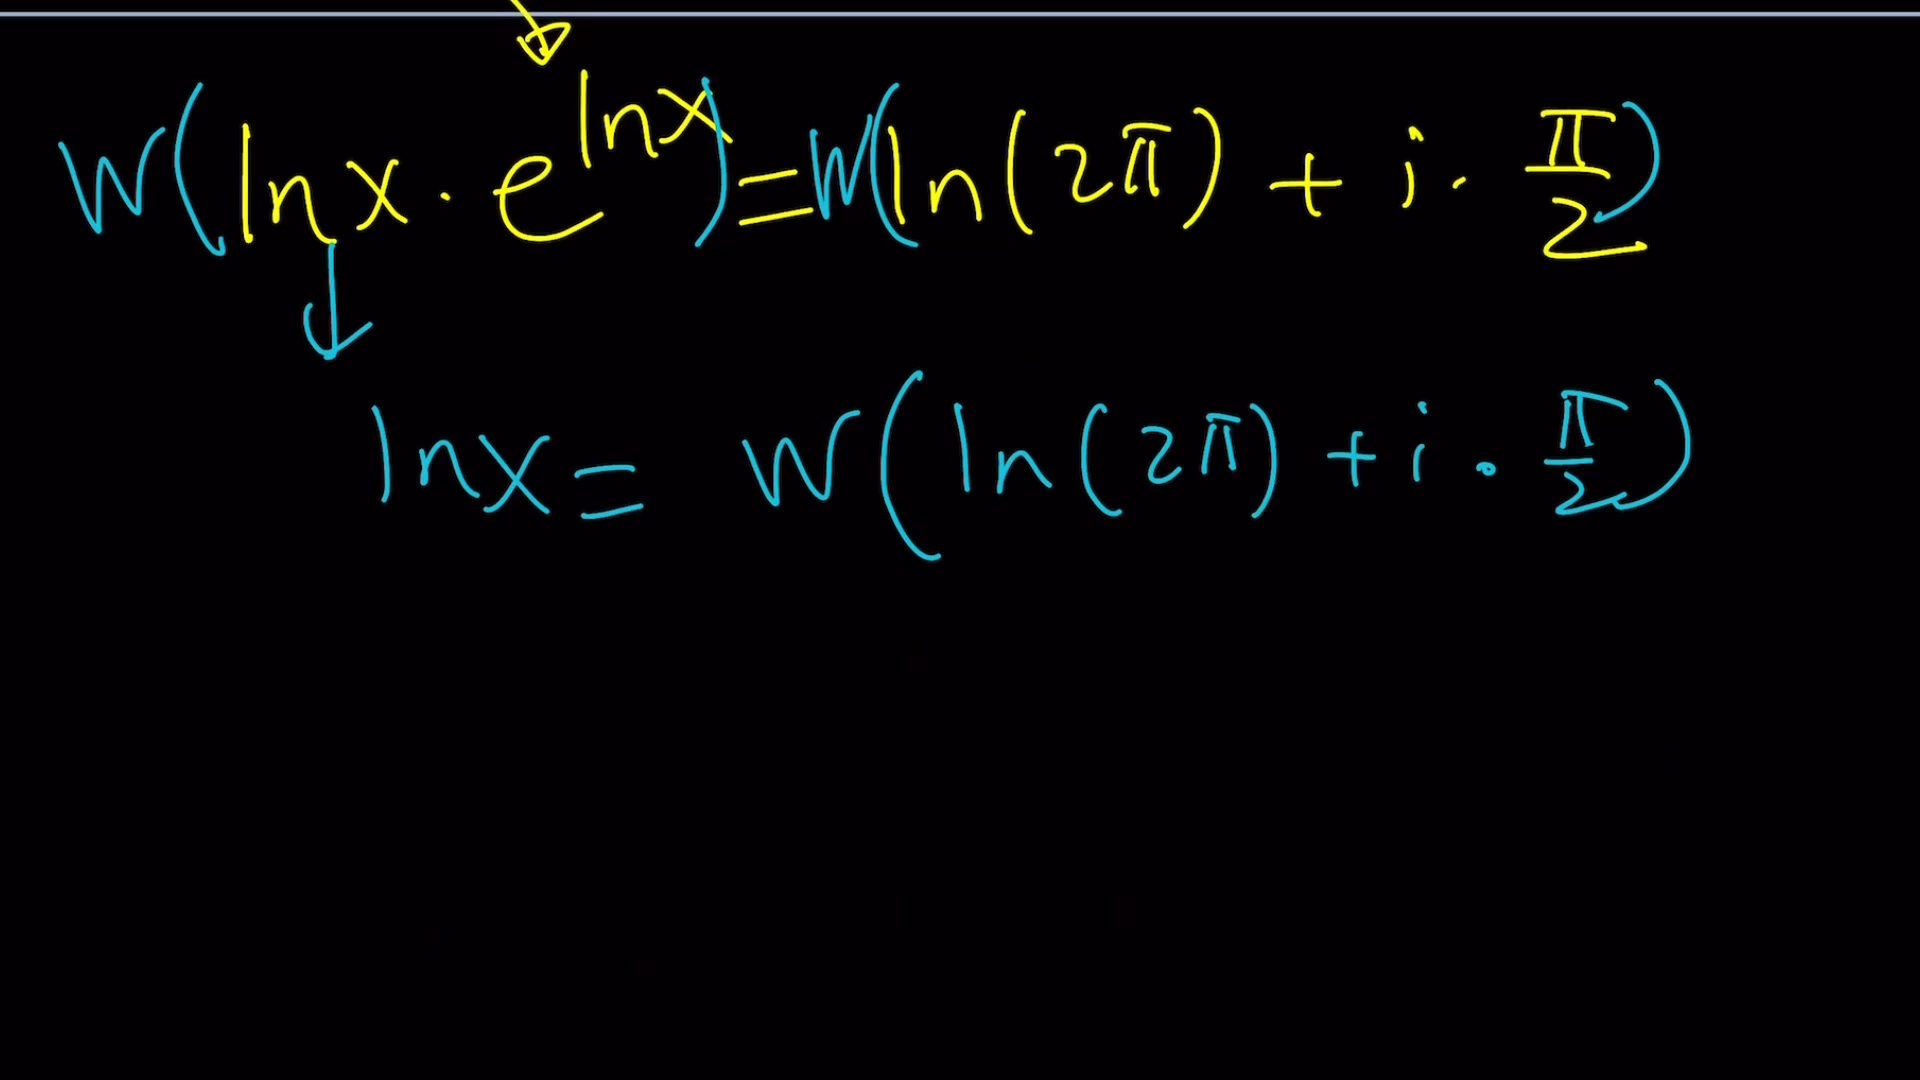 W(lnx · e^lnx) = W(ln(2π) + i · π/2)
lnx = W(ln(2π) + i · π/2)